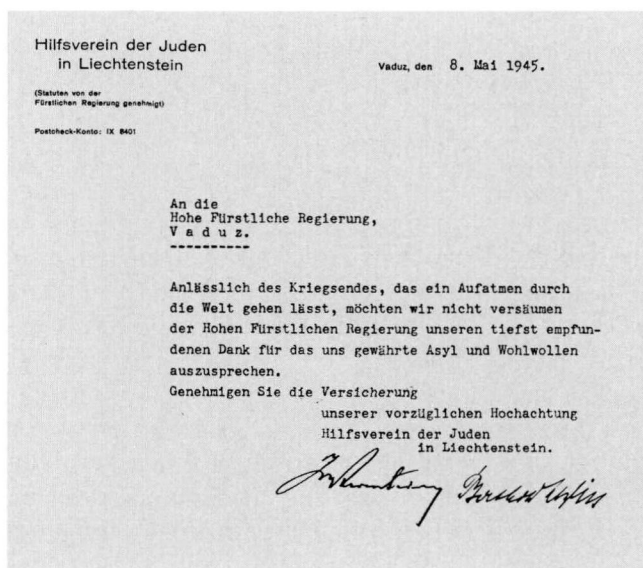 Hilfsverein der Juden
in Liechtenstein
Vaduz, den 8. Mai 1945.
(Statuten von der
Fürstlichen Regierung genehmigt)
Postcheck-Konto: IX 8401
An die
Hohe Fürstliche Regierung,
V a d u z.
----------
Anlässlich des Kriegsendes, das ein Aufatmen durch
die Welt gehen lässt, möchten wir nicht versäumen
der Hohen Fürstlichen Regierung unseren tiefst empfun-
denen Dank für das uns gewährte Asyl und Wohlwollen
auszusprechen.
Genehmigen Sie die Versicherung
unserer vorzüglichen Hochachtung
Hilfsverein der Juden
in Liechtenstein.